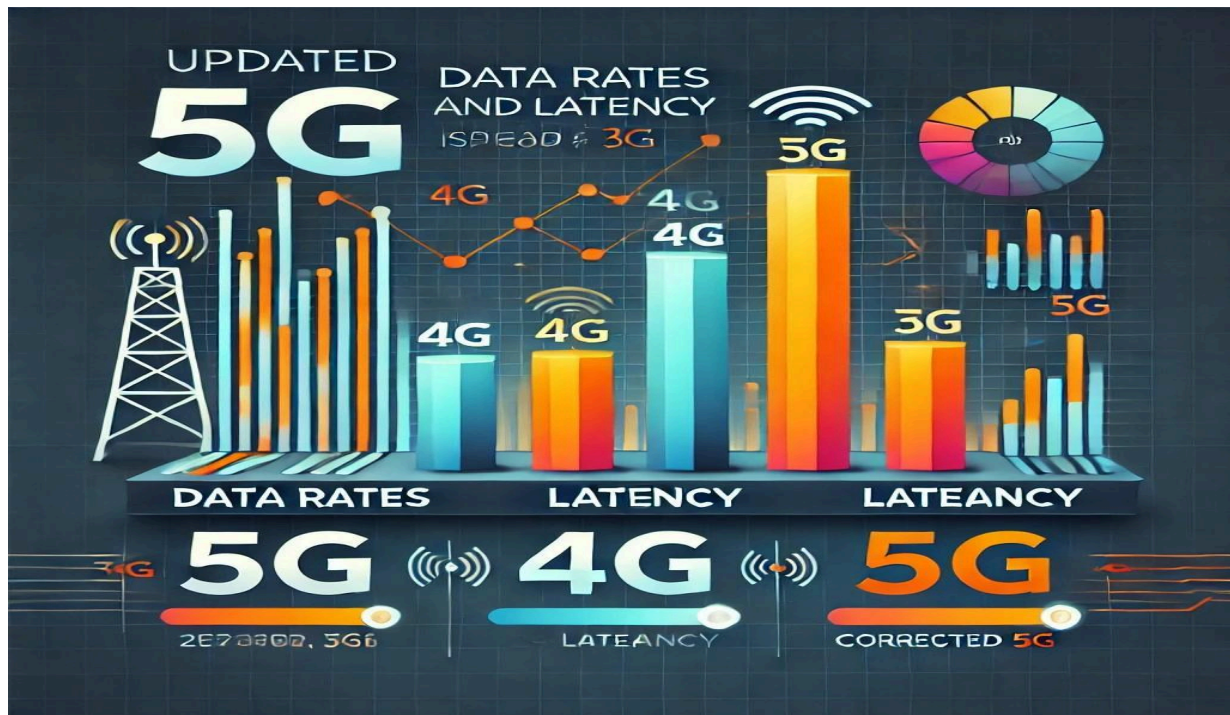 UPDATED
5G
DATA RATES
AND LATENCY
3G
4G
4G
4G
5G
4G
4G
3G
5G
DATA RATES LATENCY LATEANCY
5G 4G 5G
LATEANCY
CORRECTED 5G